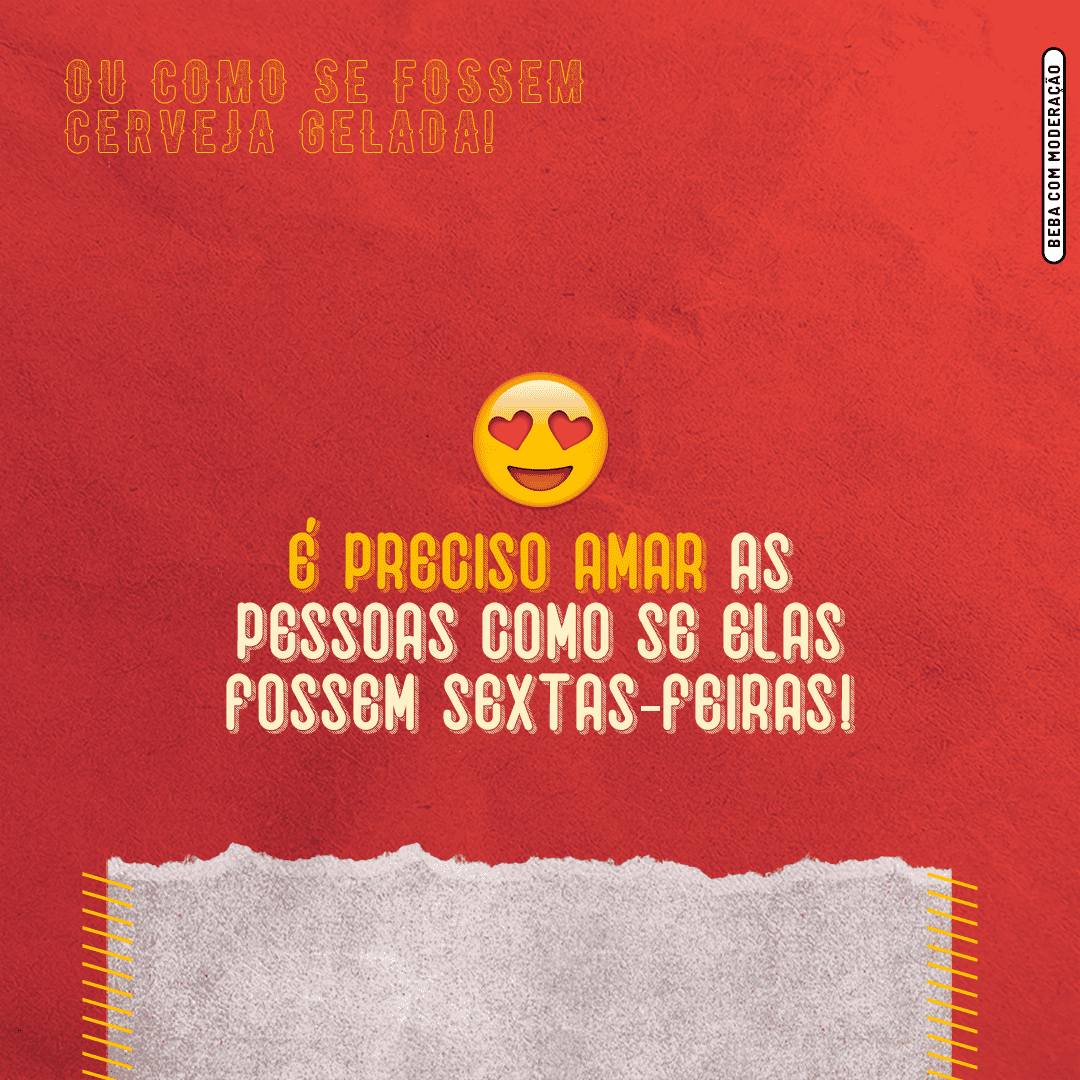 OU COMO SE FOSSEM
CERVEJA GELADA!
BEBA COM MODERAÇÃO
É PRECISO AMAR AS
PESSOAS COMO SE ELAS
FOSSEM SEXTAS-FEIRAS!